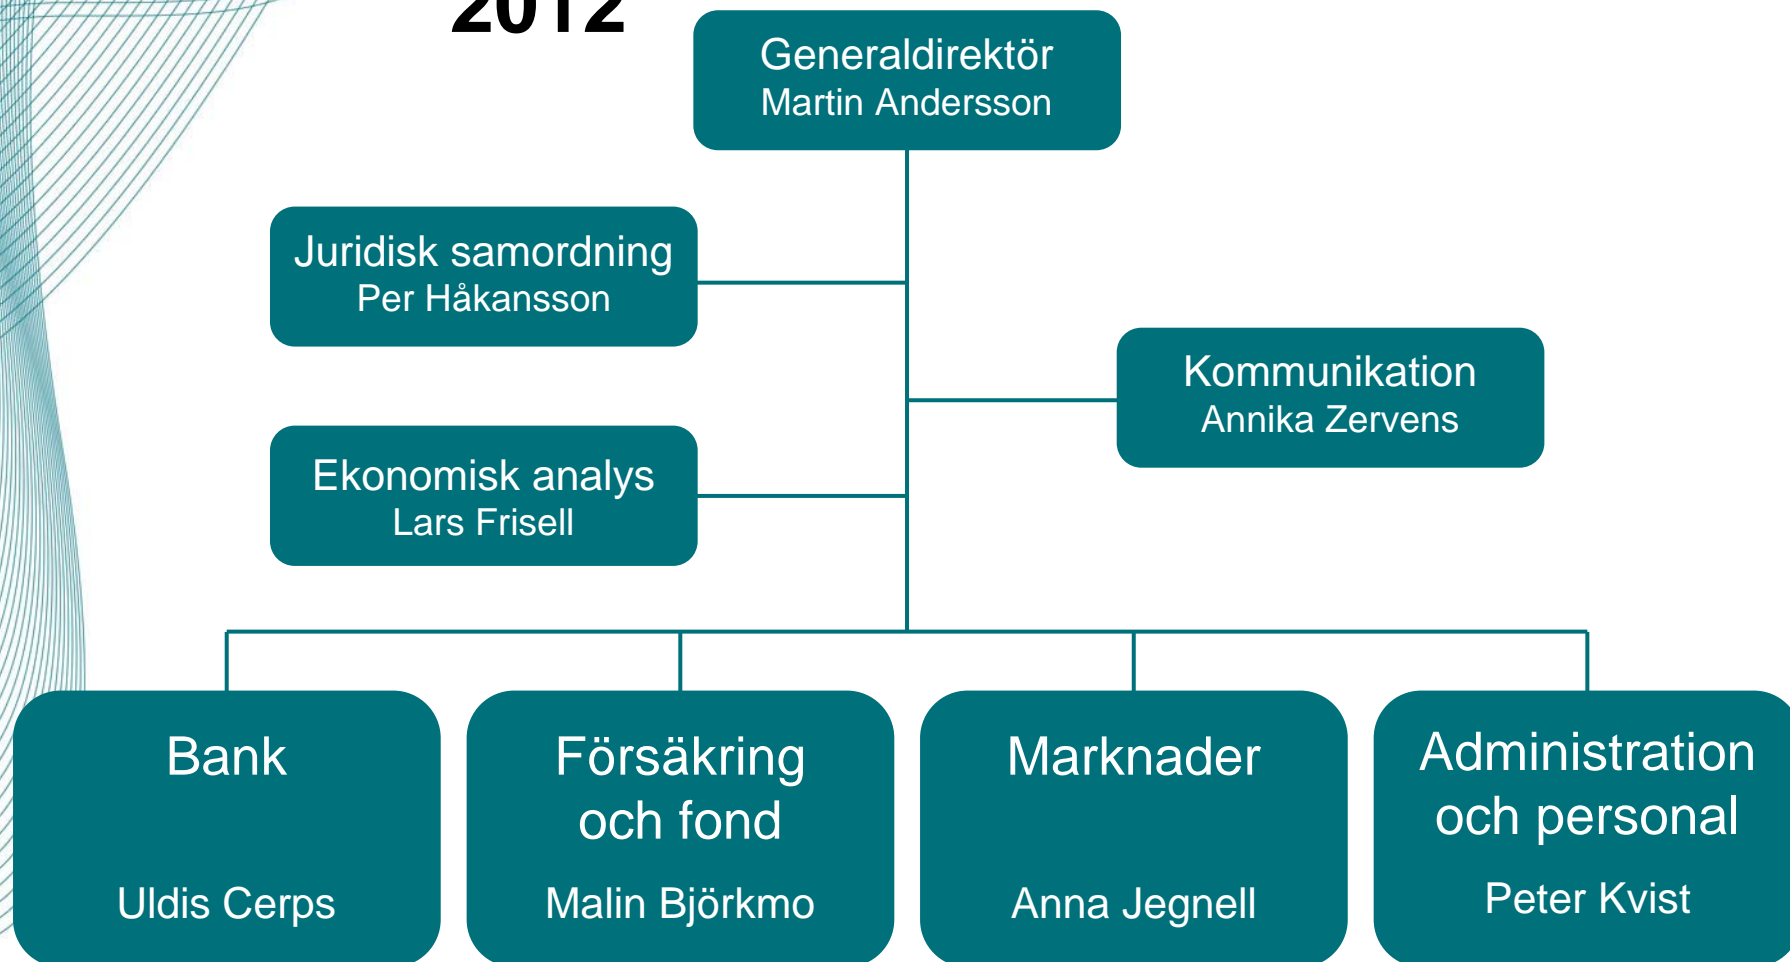 2012
Generaldirektör
Martin Andersson
Juridisk samordning
Per Håkansson
Kommunikation
Annika Zervens
Ekonomisk analys
Lars Frisell
Bank
Uldis Cerps
Försäkring
och fond
Malin Björkmo
Marknader
Anna Jegnell
Administration
och personal
Peter Kvist